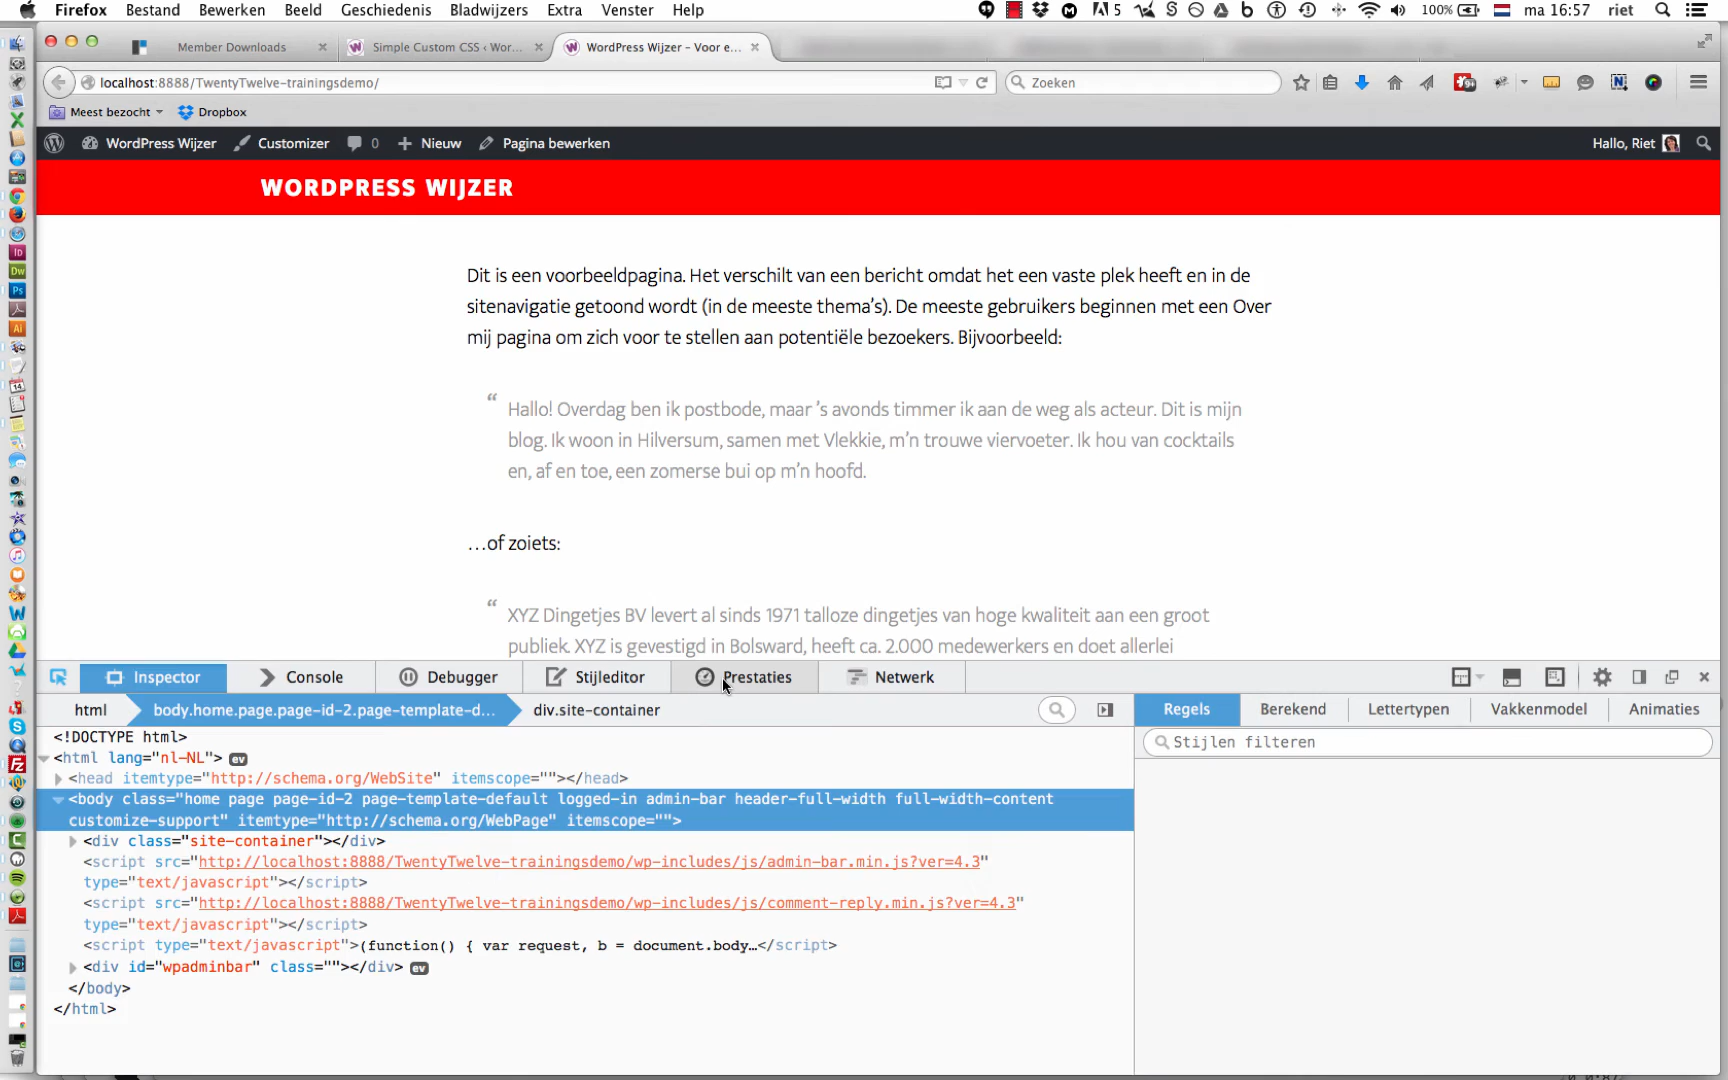 Firefox Bestand Bewerken Beeld Geschiedenis Bladwijzers Extra Venster Help 5 100% ma 16:57 riet
Member Downloads Simple Custom CSS ‹ Wor... WordPress Wijzer – Voor e...
localhost:8888/TwentyTwelve-trainingsdemo/ Zoeken
Meest bezocht Dropbox
WordPress Wijzer Customizer 0 Nieuw Pagina bewerken Hallo, Riet
WORDPRESS WIJZER
Dit is een voorbeeldpagina. Het verschilt van een bericht omdat het een vaste plek heeft en in de
sitenavigatie getoond wordt (in de meeste thema’s). De meeste gebruikers beginnen met een Over
mij pagina om zich voor te stellen aan potentiële bezoekers. Bijvoorbeeld:
“ Hallo! Overdag ben ik postbode, maar ’s avonds timmer ik aan de weg als acteur. Dit is mijn
blog. Ik woon in Hilversum, samen met Vlekkie, m’n trouwe viervoeter. Ik hou van cocktails
en, af en toe, een zomerse bui op m’n hoofd.
…of zoiets:
“ XYZ Dingetjes BV levert al sinds 1971 talloze dingetjes van hoge kwaliteit aan een groot
publiek. XYZ is gevestigd in Bolsward, heeft ca. 2.000 medewerkers en doet allerlei
Inspector Console Debugger Stijleditor Prestaties Netwerk
html body.home.page.page-id-2.page-template-d... div.site-container Regels Berekend Lettertypen Vakkenmodel Animaties
Stijlen filteren
<!DOCTYPE html>
<html lang="nl-NL"> ev
<head itemtype="http://schema.org/WebSite" itemscope=""></head>
<body class="home page page-id-2 page-template-default logged-in admin-bar header-full-width full-width-content
customize-support" itemtype="http://schema.org/WebPage" itemscope="">
<div class="site-container"></div>
<script src="http://localhost:8888/TwentyTwelve-trainingsdemo/wp-includes/js/admin-bar.min.js?ver=4.3"
type="text/javascript"></script>
<script src="http://localhost:8888/TwentyTwelve-trainingsdemo/wp-includes/js/comment-reply.min.js?ver=4.3"
type="text/javascript"></script>
<script type="text/javascript">(function() { var request, b = document.body…</script>
<div id="wpadminbar" class=""></div> ev
</body>
</html>